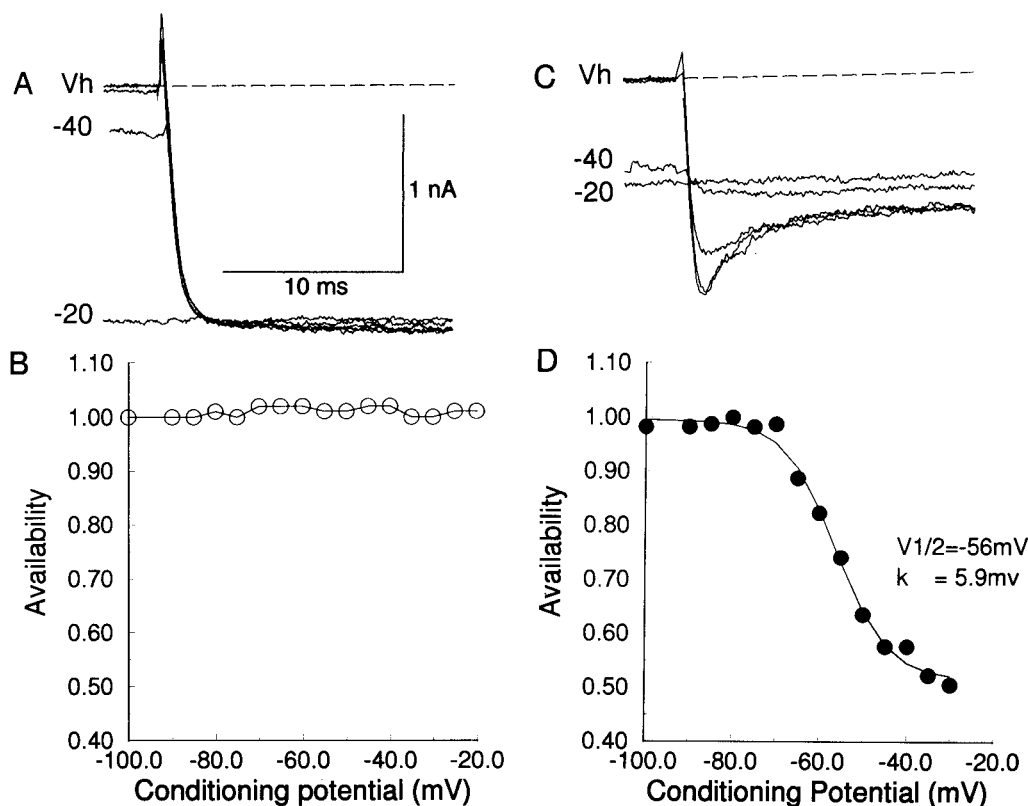 A
Vh
-40
-20
1 nA
10 ms
C
Vh
-40
-20
B
1.10
1.00
0.90
0.80
0.70
0.60
0.50
0.40
Availability
-100.0
-80.0
-60.0
-40.0
-20.0
Conditioning potential (mV)
D
1.10
1.00
0.90
0.80
0.70
0.60
0.50
0.40
Availability
V1/2=-56mV
k = 5.9mv
-100.0
-80.0
-60.0
-40.0
-20.0
Conditioning Potential (mV)